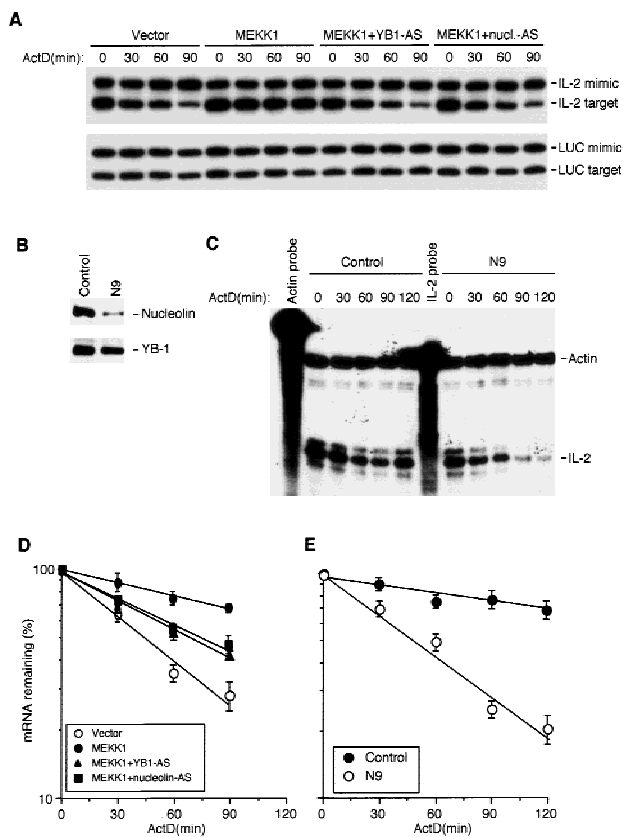 A
Vector MEKK1 MEKK1+YB1-AS MEKK1+nucl.-AS
ActD(min): 0 30 60 90 0 30 60 90 0 30 60 90 0 30 60 90
IL-2 mimic
IL-2 target
LUC mimic
LUC target
B
Control N9
Nucleolin
YB-1
C
Actin probe Control IL-2 probe N9
ActD(min): 0 30 60 90 120 0 30 60 90 120
Actin
IL-2
D
100
10
mRNA remaining (%)
Vector
MEKK1
MEKK1+YB1-AS
MEKK1+nucleolin-AS
0 30 60 90 120
ActD(min)
E
Control
N9
0 30 60 90 120
ActD(min)